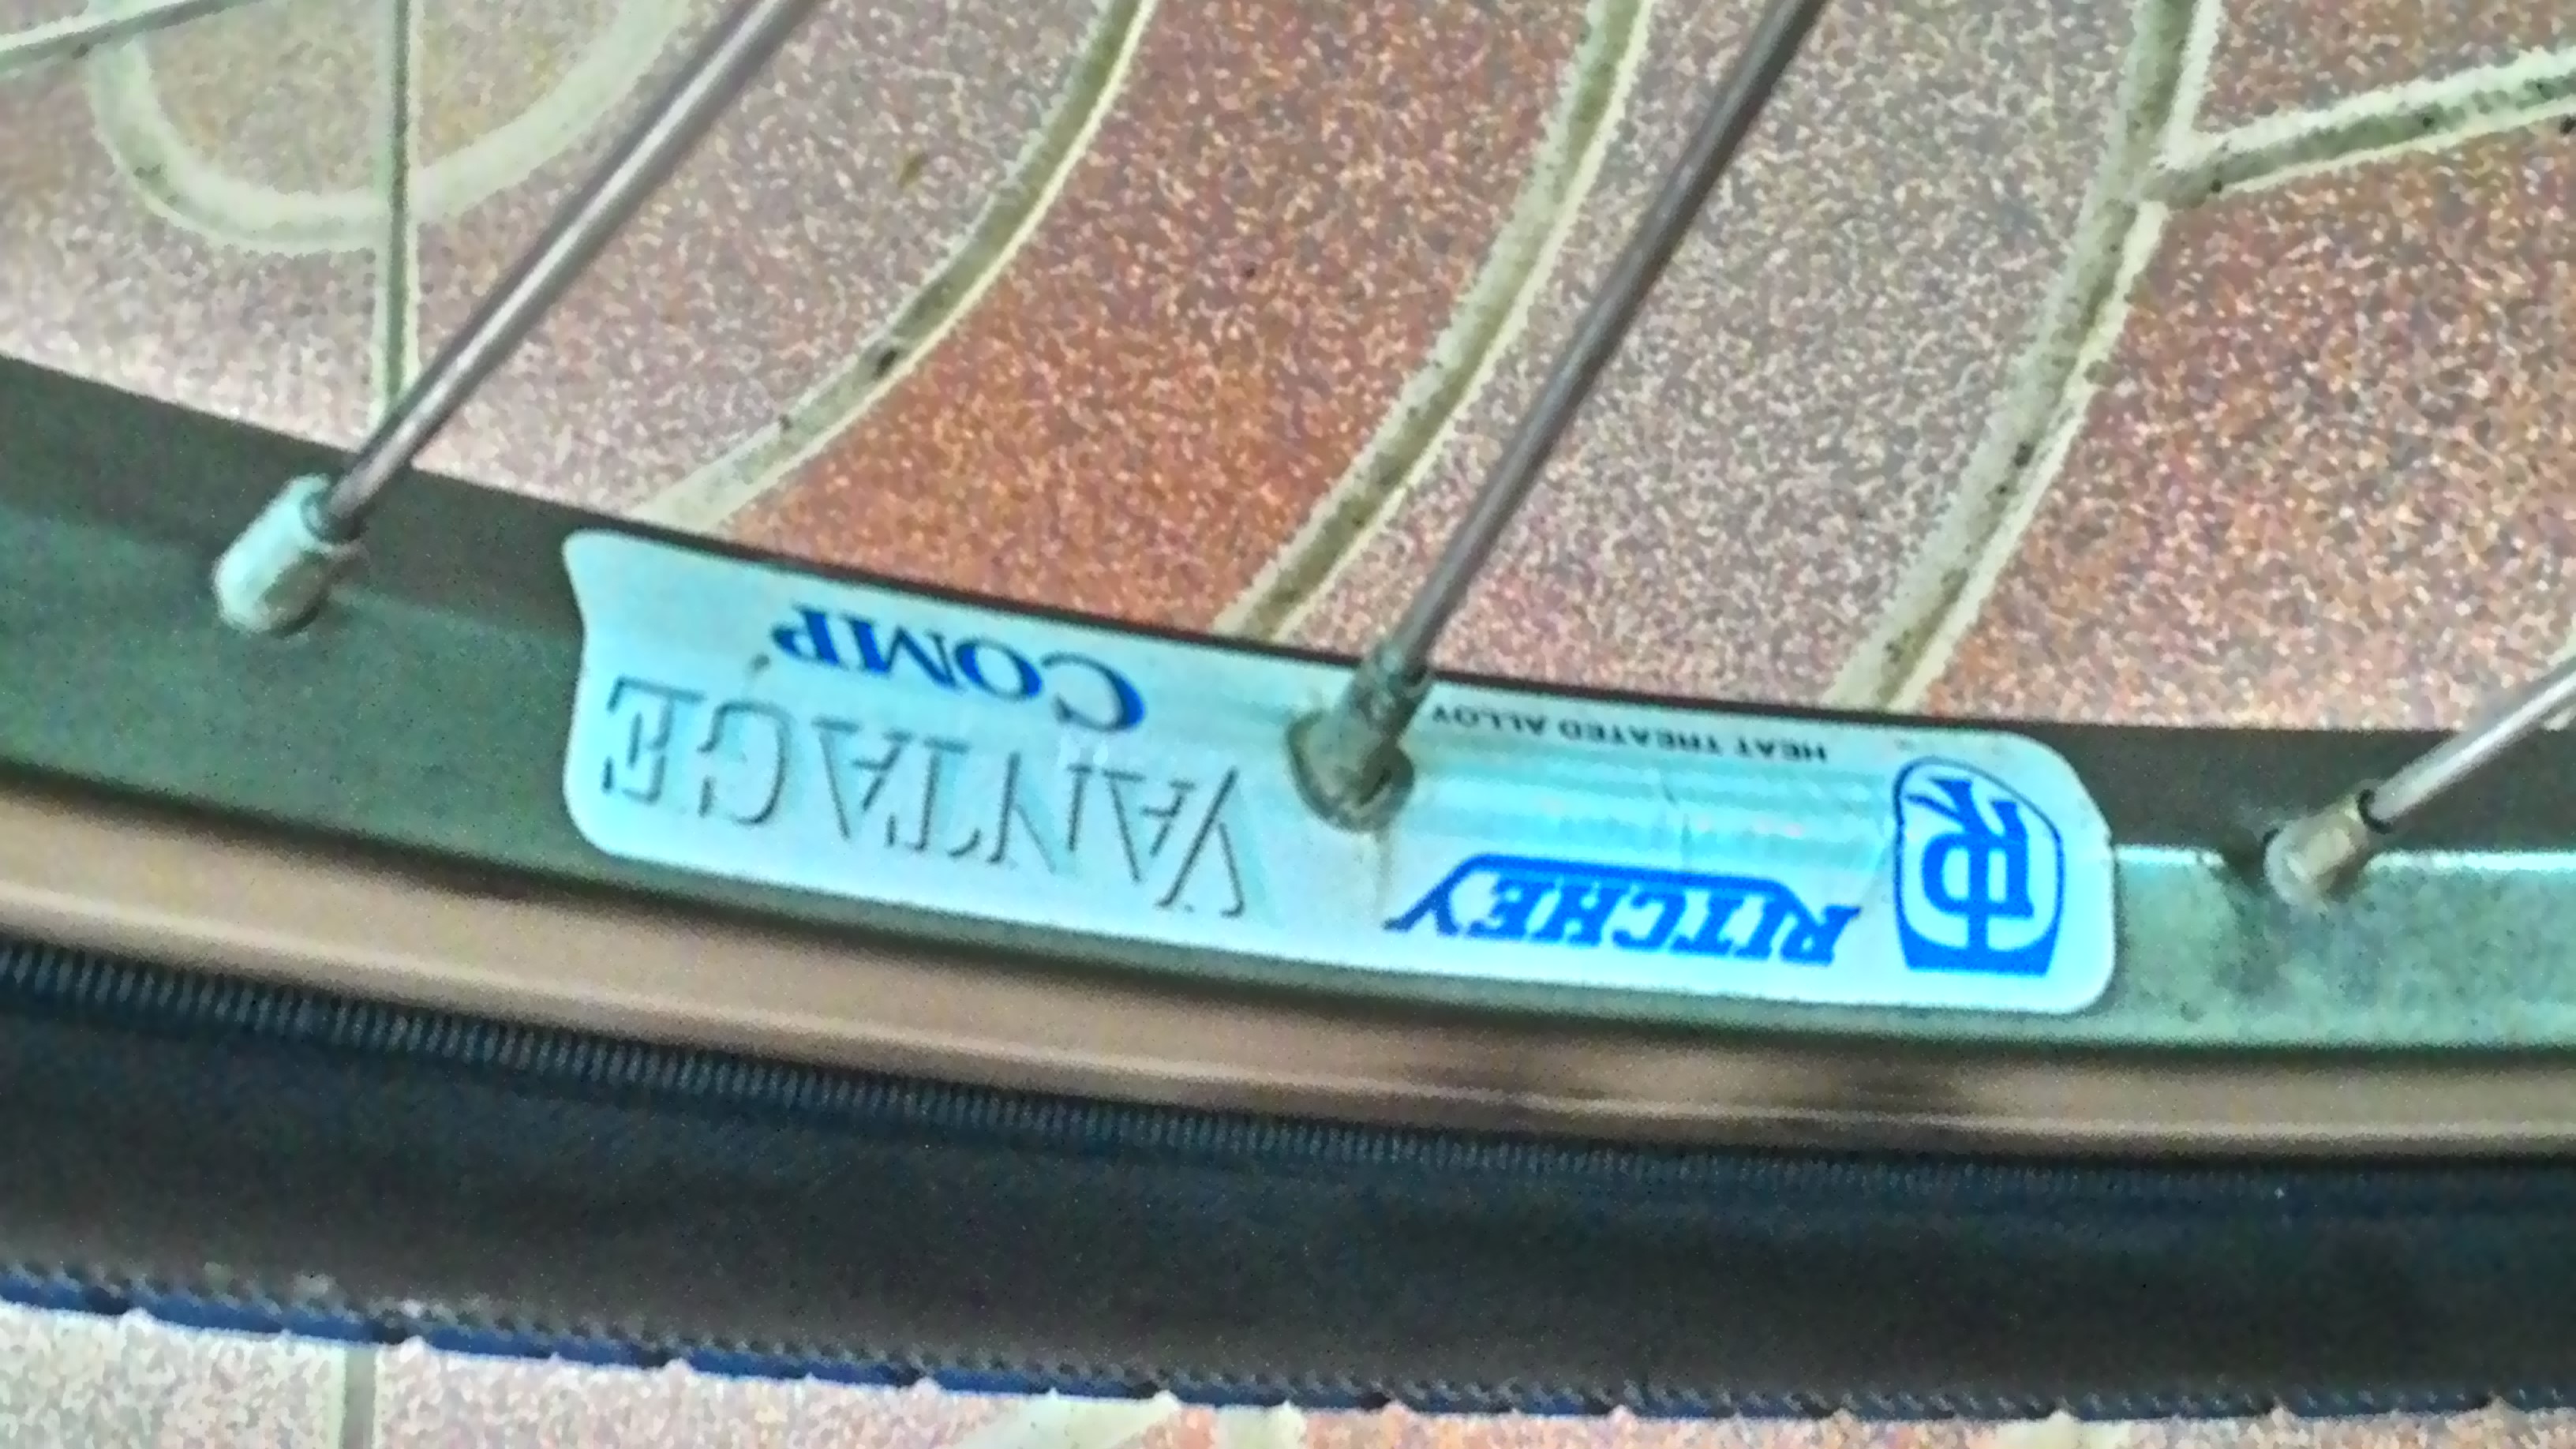 RITCHEY
HEAT TREATED ALLOY
VANTAGE
COMP